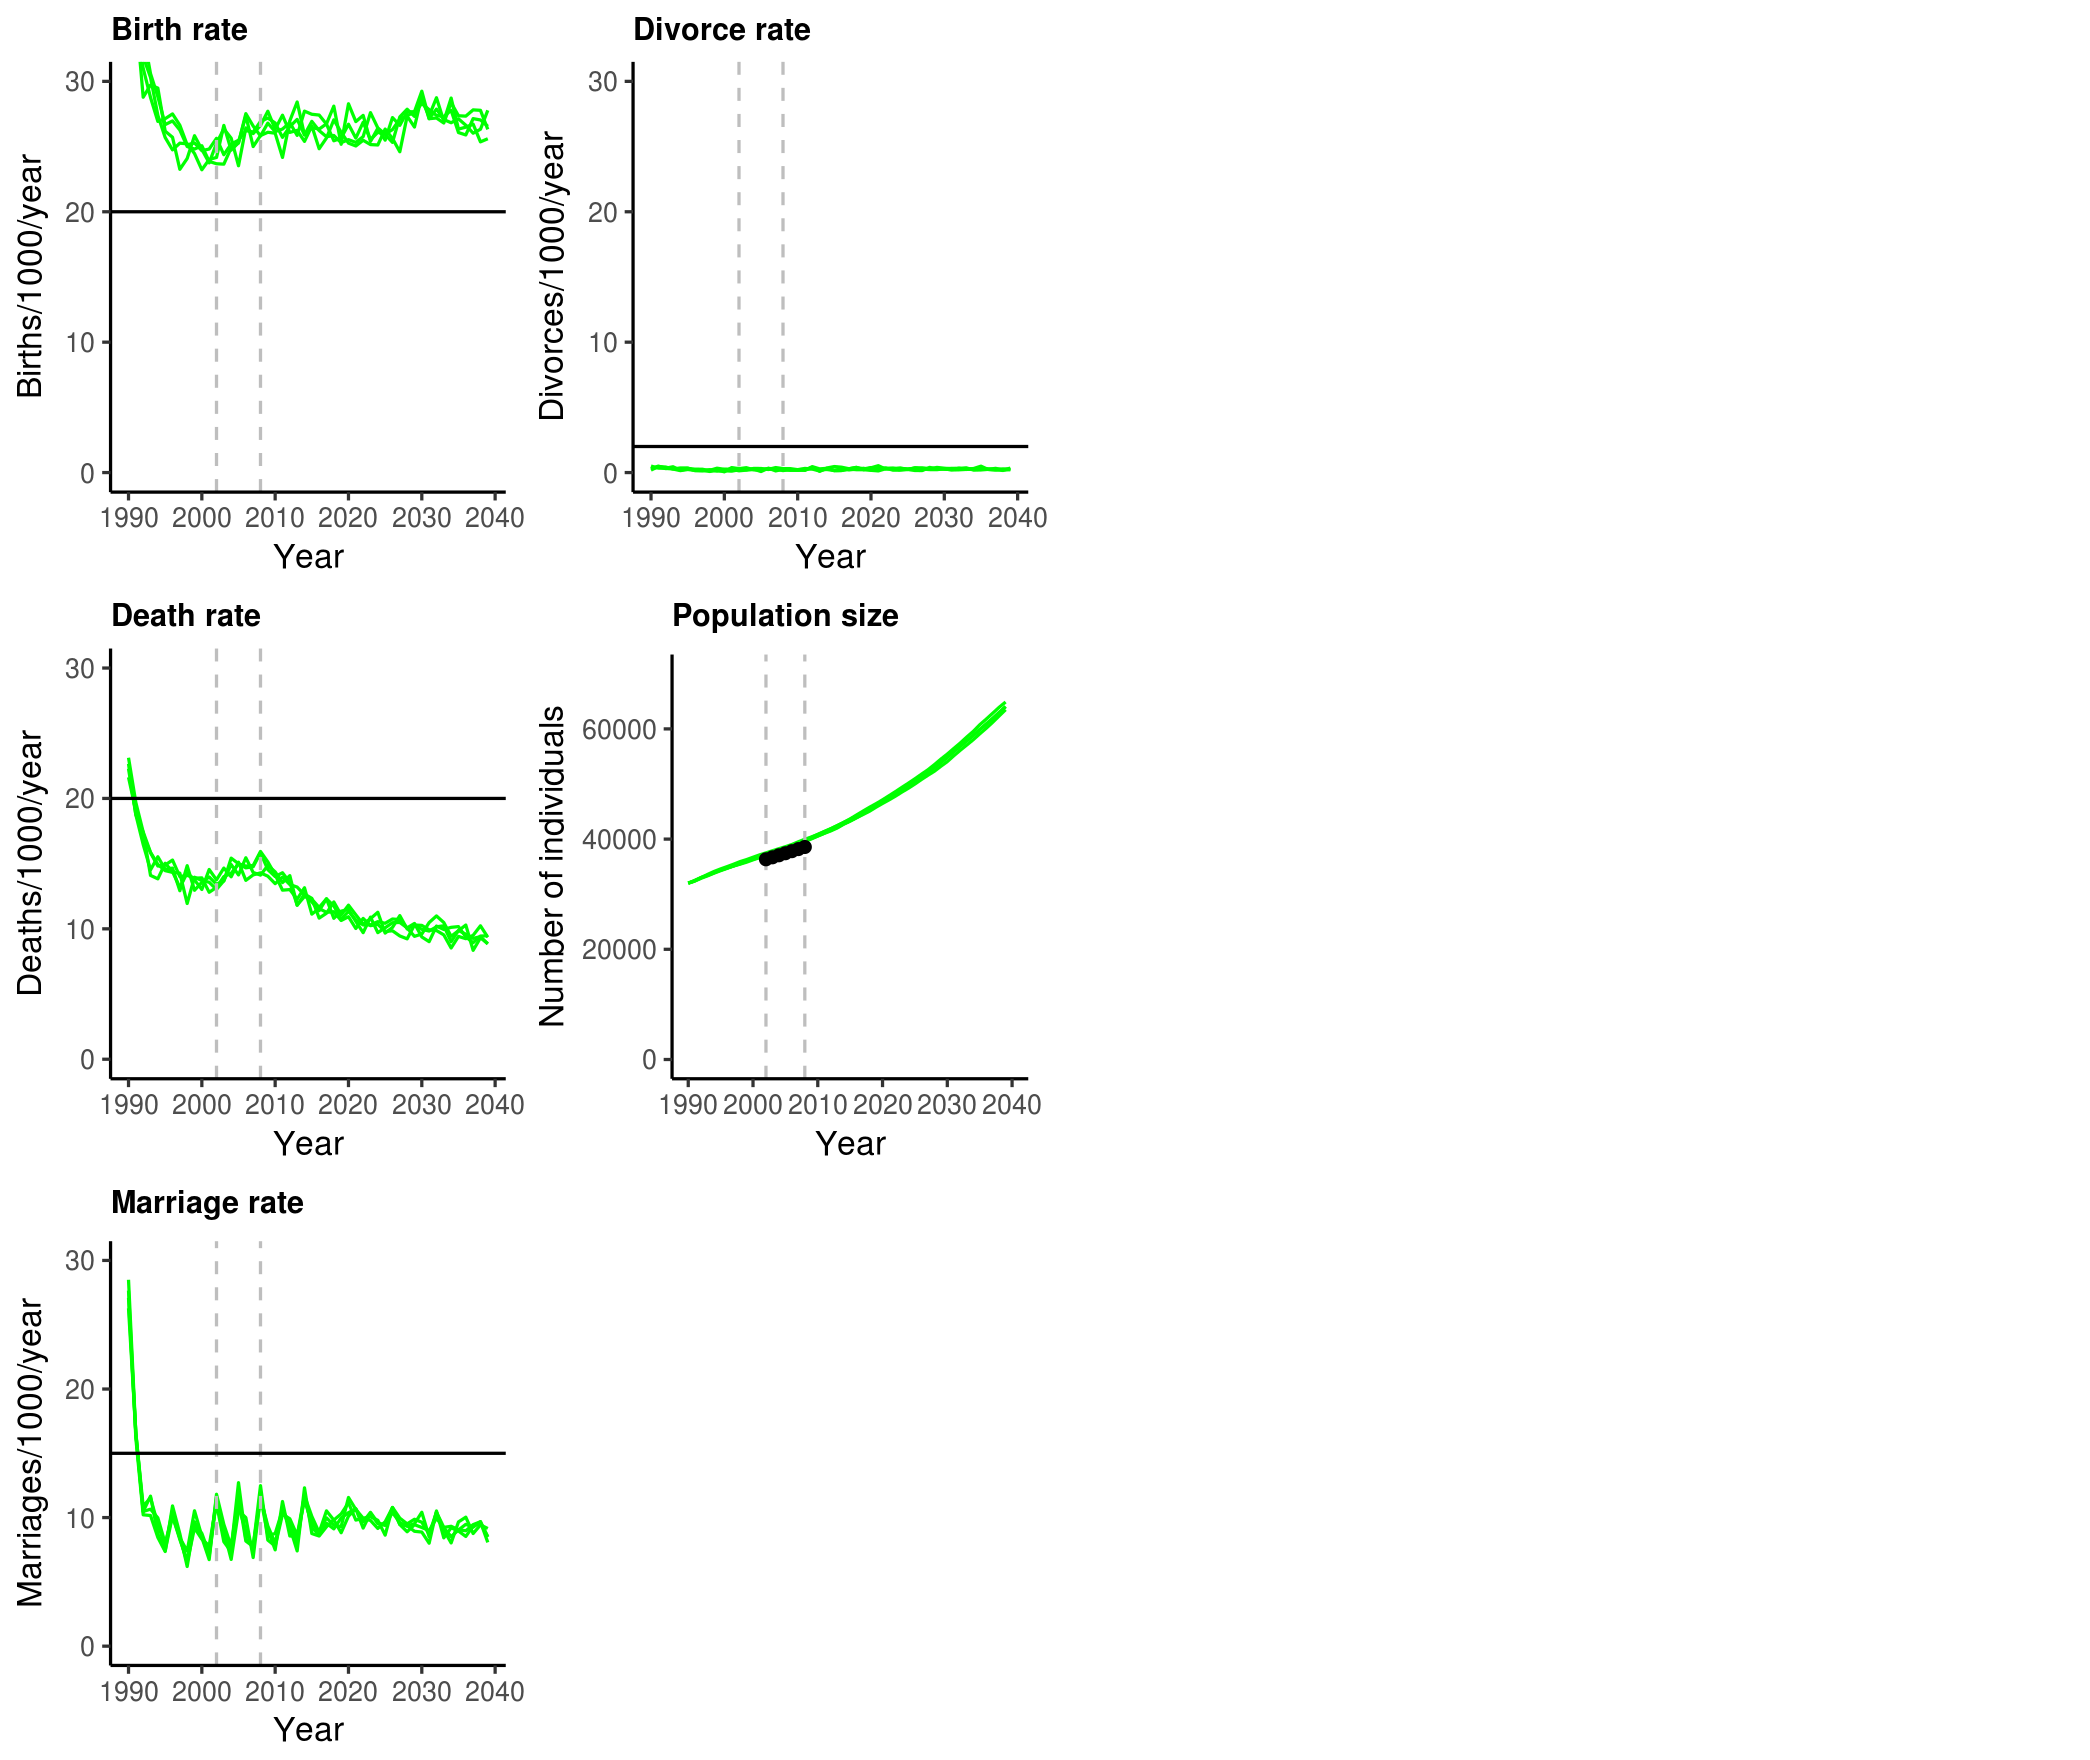 Birth rate
Births/1000/year
30
20
10
0
1990 2000 2010 2020 2030 2040
Year
Divorce rate
Divorces/1000/year
30
20
10
0
1990 2000 2010 2020 2030 2040
Year
Death rate
Deaths/1000/year
30
20
10
0
1990 2000 2010 2020 2030 2040
Year
Population size
Number of individuals
60000
40000
20000
0
1990 2000 2010 2020 2030 2040
Year
Marriage rate
Marriages/1000/year
30
20
10
0
1990 2000 2010 2020 2030 2040
Year